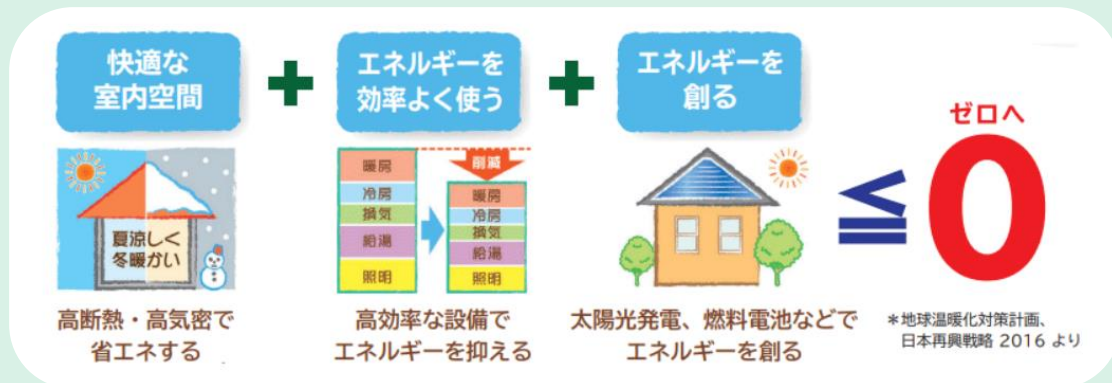 快適な
室内空間
エネルギーを
効率よく使う
エネルギーを
創る
ゼロへ
0
≦
夏涼しく
冬暖かい
暖房
冷房
換気
給湯
照明
削減
暖房
冷房
換気
給湯
照明
高断熱・高気密で
省エネする
高効率な設備で
エネルギーを抑える
太陽光発電、燃料電池などで
エネルギーを創る
*地球温暖化対策計画、
日本再興戦略 2016 より